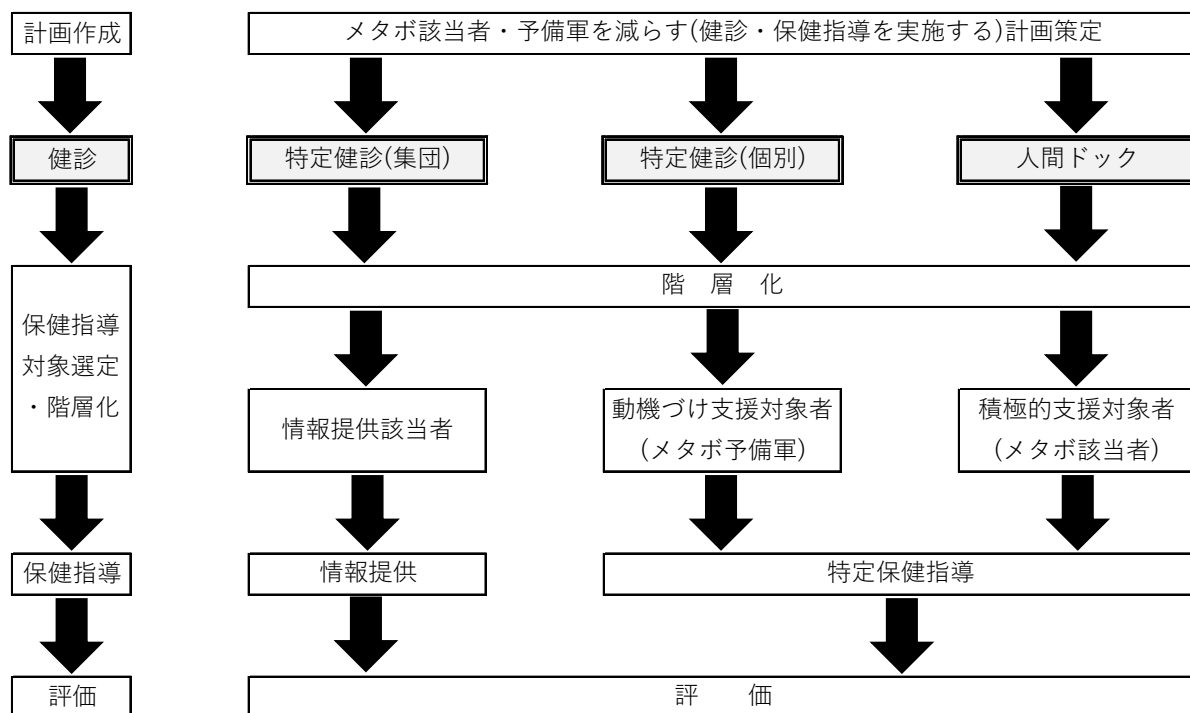 計画作成
メタボ該当者・予備軍を減らす(健診・保健指導を実施する)計画策定
健診
特定健診(集団)
特定健診(個別)
人間ドック
保健指導
対象選定
・階層化
階　層　化
情報提供該当者
動機づけ支援対象者
(メタボ予備軍)
積極的支援対象者
(メタボ該当者)
保健指導
情報提供
特定保健指導
評価
評　　価